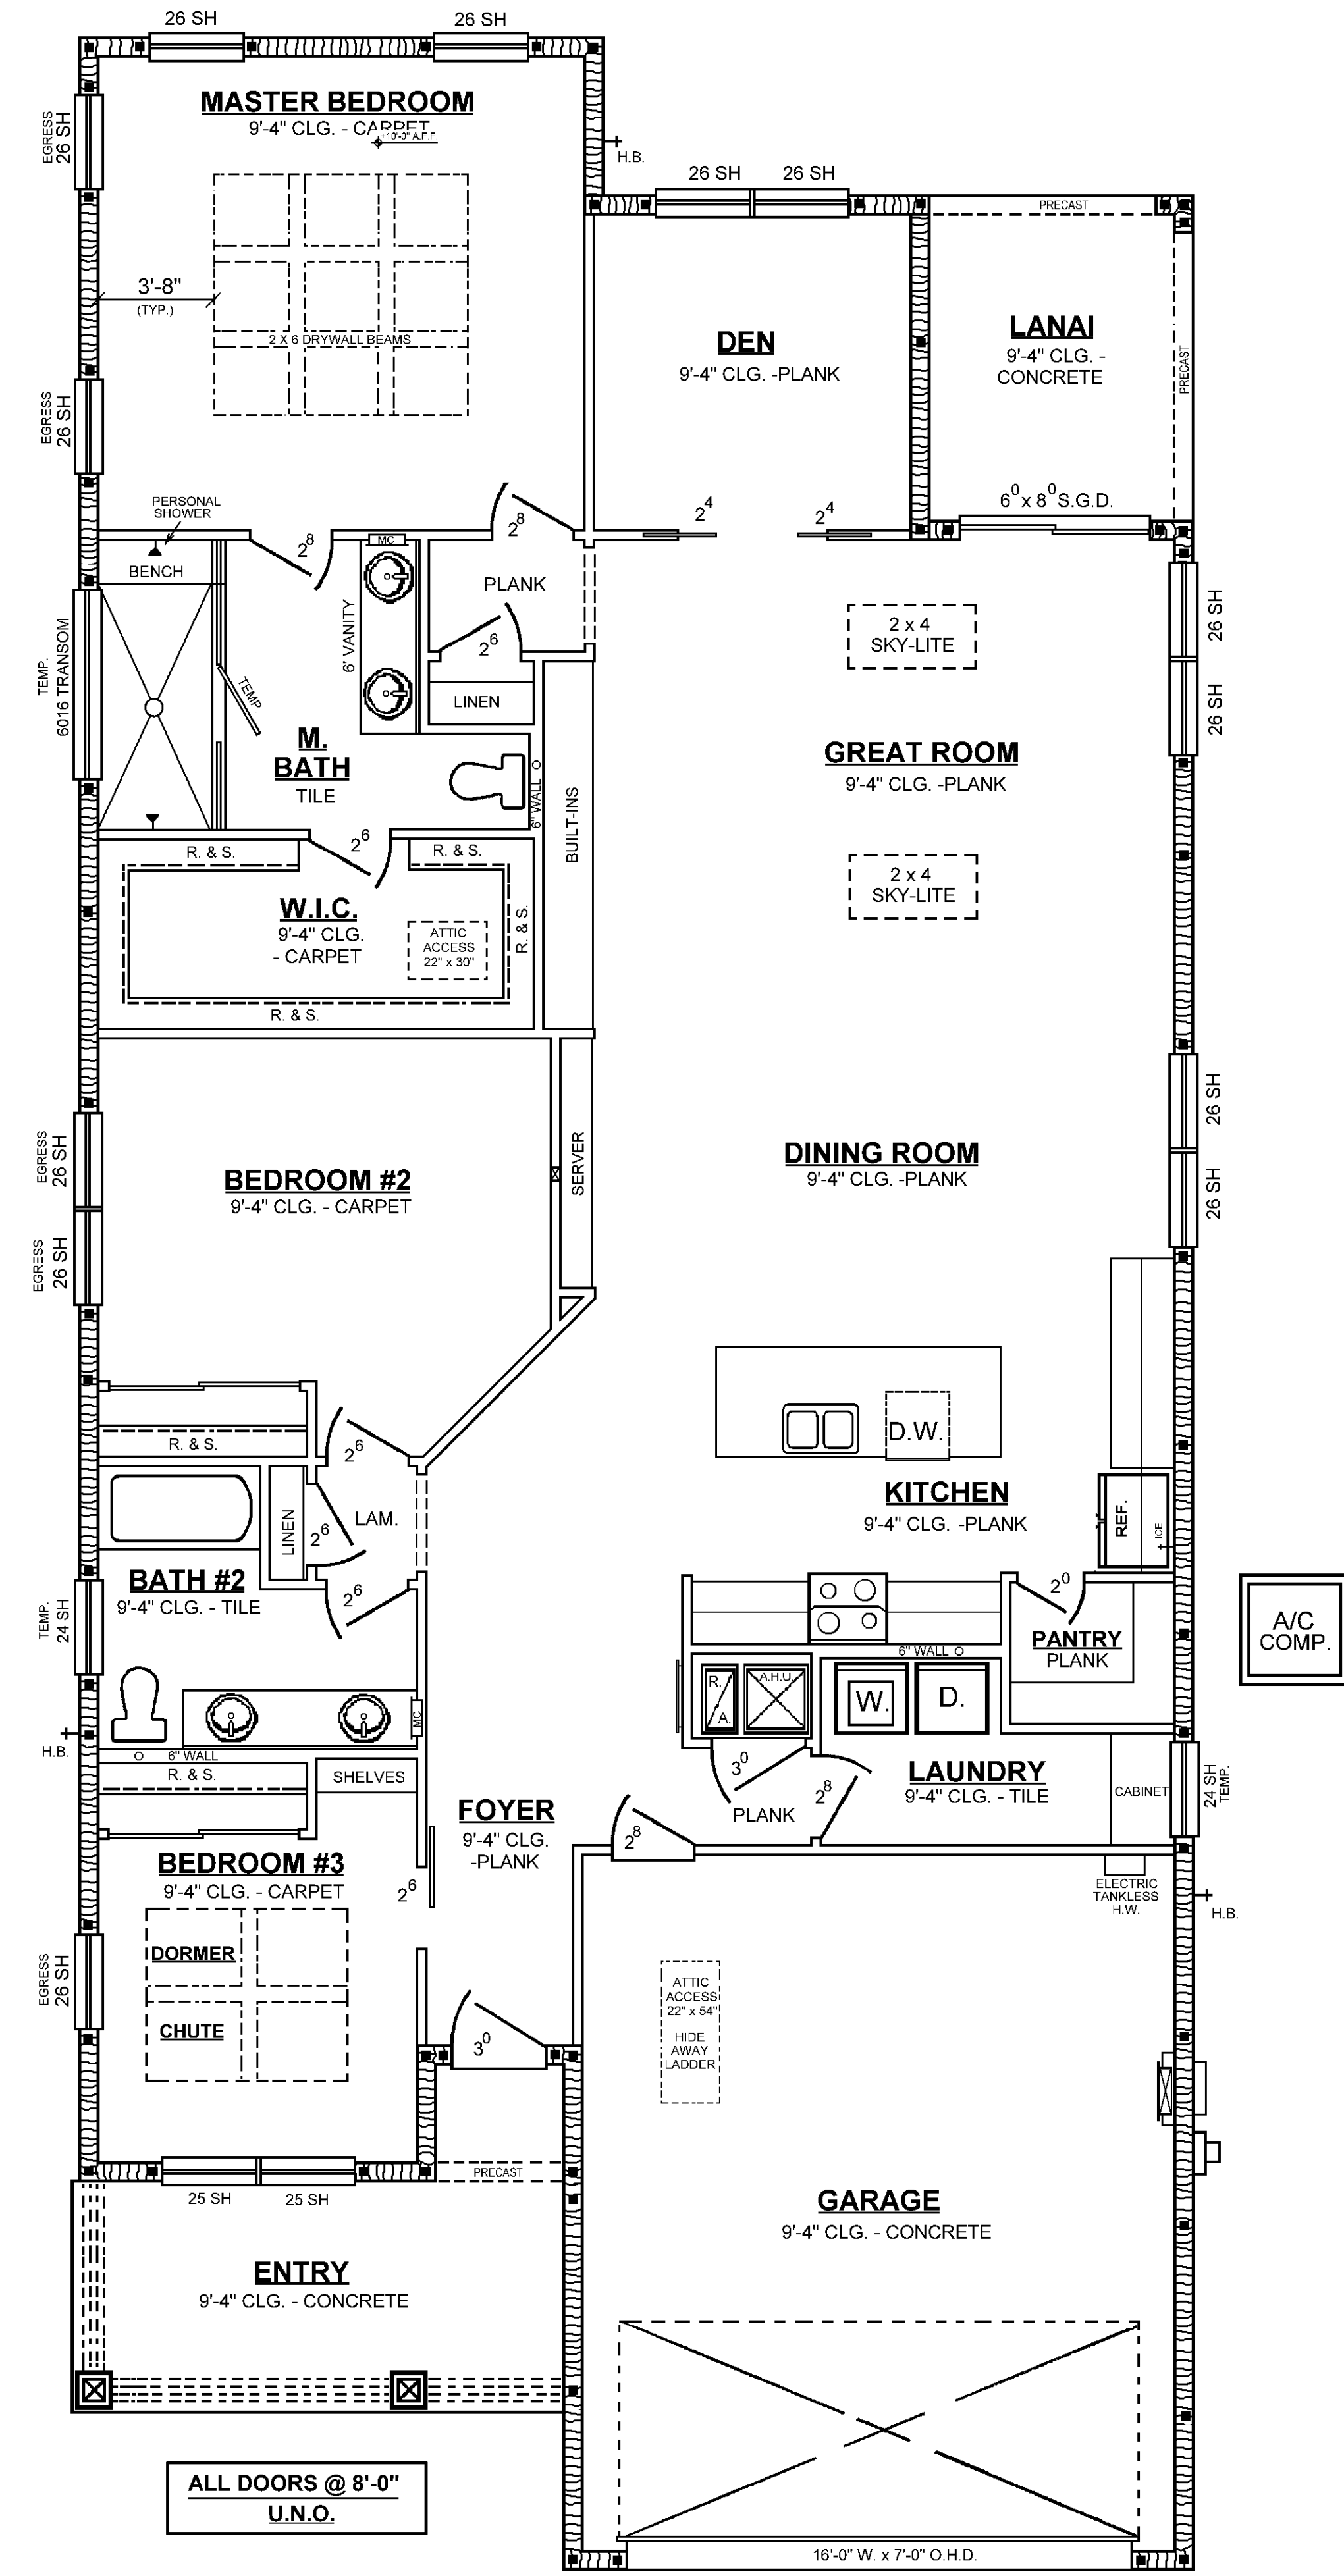 26 SH
26 SH
MASTER BEDROOM
9'-4" CLG. - CARPET
+10'-0" A.F.F.
EGRESS
26 SH
H.B.
26 SH
26 SH
PRECAST
3'-8"
(TYP.)
2 X 6 DRYWALL BEAMS
DEN
9'-4" CLG. -PLANK
LANAI
9'-4" CLG. -
CONCRETE
PRECAST
EGRESS
26 SH
PERSONAL
SHOWER
2⁸
2⁸
2⁴
2⁴
6⁰ x 8⁰ S.G.D.
MC
BENCH
PLANK
2⁶
6' VANITY
LINEN
TEMP.
6016 TRANSOM
TEMP.
2 x 4
SKY-LITE
26 SH
26 SH
M.
BATH
TILE
6" WALL
BUILT-INS
GREAT ROOM
9'-4" CLG. -PLANK
R. & S.
2⁶
R. & S.
W.I.C.
9'-4" CLG.
- CARPET
ATTIC
ACCESS
22" x 30"
R. & S.
R. & S.
2 x 4
SKY-LITE
EGRESS
26 SH
EGRESS
26 SH
BEDROOM #2
9'-4" CLG. - CARPET
SERVER
DINING ROOM
9'-4" CLG. -PLANK
26 SH
26 SH
R. & S.
2⁶
D.W.
LINEN
2⁶
LAM.
KITCHEN
9'-4" CLG. -PLANK
REF.
ICE
BATH #2
9'-4" CLG. - TILE
2⁶
TEMP.
24 SH
2⁰
PANTRY
PLANK
A/C
COMP.
6" WALL
R.
A.
A.H.U.
W.
D.
MC
H.B.
6" WALL
R. & S.
SHELVES
3⁰
PLANK
2⁸
LAUNDRY
9'-4" CLG. - TILE
CABINET
24 SH
TEMP.
FOYER
9'-4" CLG.
-PLANK
2⁸
BEDROOM #3
9'-4" CLG. - CARPET
2⁶
ELECTRIC
TANKLESS
H.W.
H.B.
DORMER
CHUTE
EGRESS
26 SH
ATTIC
ACCESS
22" x 54"
HIDE
AWAY
LADDER
3⁰
PRECAST
25 SH
25 SH
GARAGE
9'-4" CLG. - CONCRETE
ENTRY
9'-4" CLG. - CONCRETE
ALL DOORS @ 8'-0"
U.N.O.
16'-0" W. x 7'-0" O.H.D.